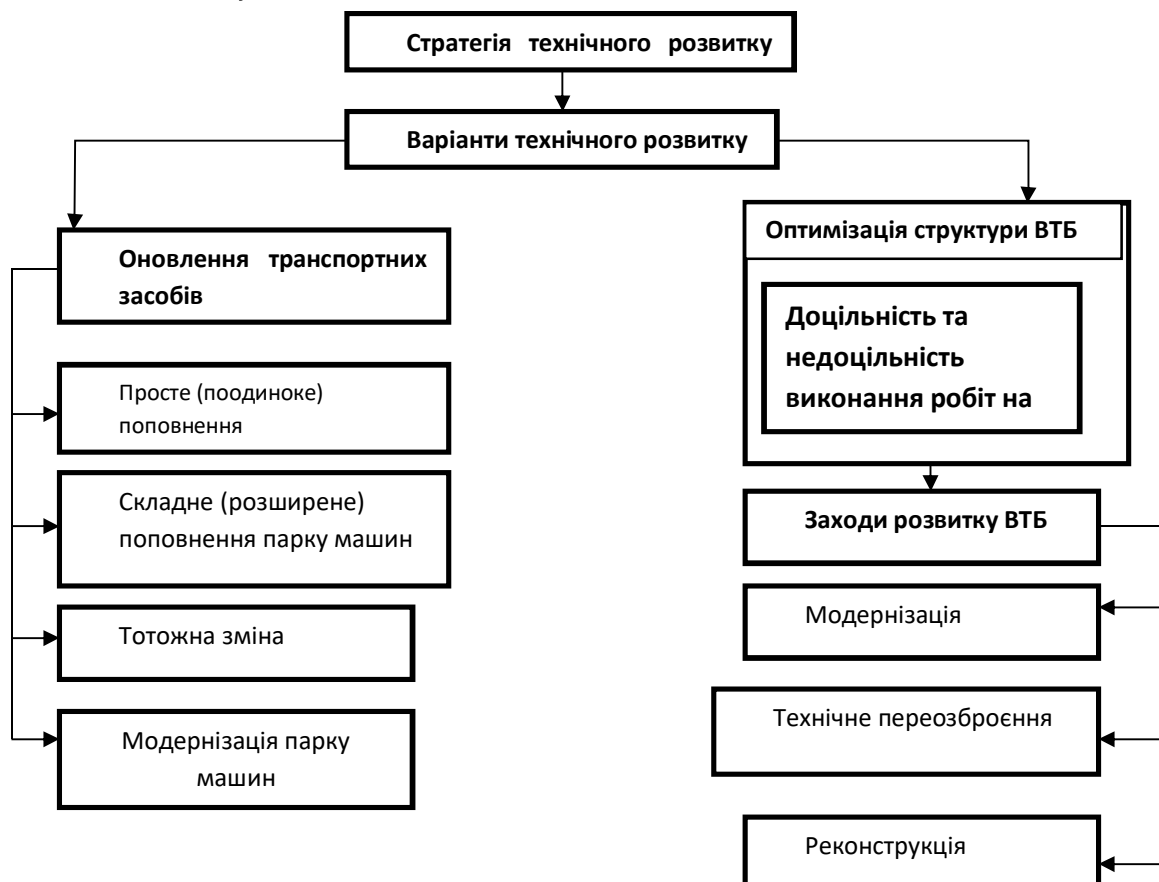 Стратегія технічного розвитку
Варіанти технічного розвитку
Оновлення транспортних
засобів
Просте (поодиноке)
поповнення
Складне (розширене)
поповнення парку машин
Тотожна зміна
Модернізація парку
машин
Оптимізація структури ВТБ
Доцільність та
недоцільність
виконання робіт на
Заходи розвитку ВТБ
Модернізація
Технічне переозброєння
Реконструкція